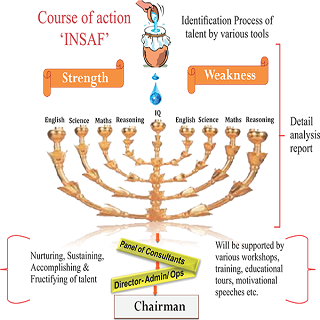 Course of action
'INSAF'
Identification Process of
talent by various tools
Strength
Weakness
IQ
English Science Maths Reasoning
English Science Maths Reasoning
Detail
analysis
report
Nurturing, Sustaining,
Accomplishing &
Fructifying of talent
Panel of Consultants
Director- Admin/ Ops
Chairman
Will be supported by
various workshops,
training, educational
tours, motivational
speeches etc.